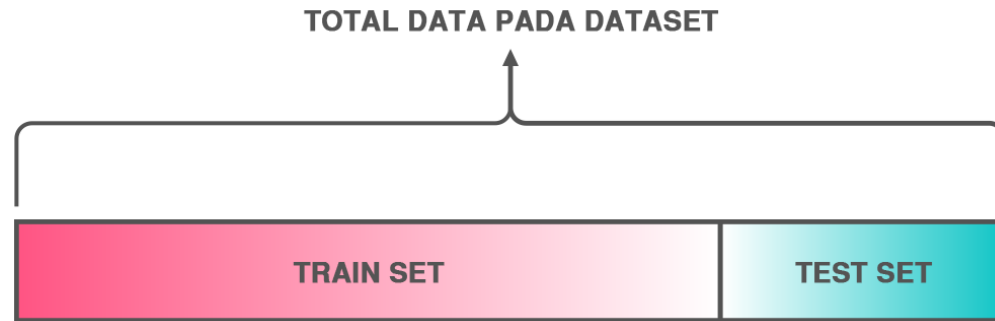 TOTAL DATA PADA DATASET
TRAIN SET
TEST SET